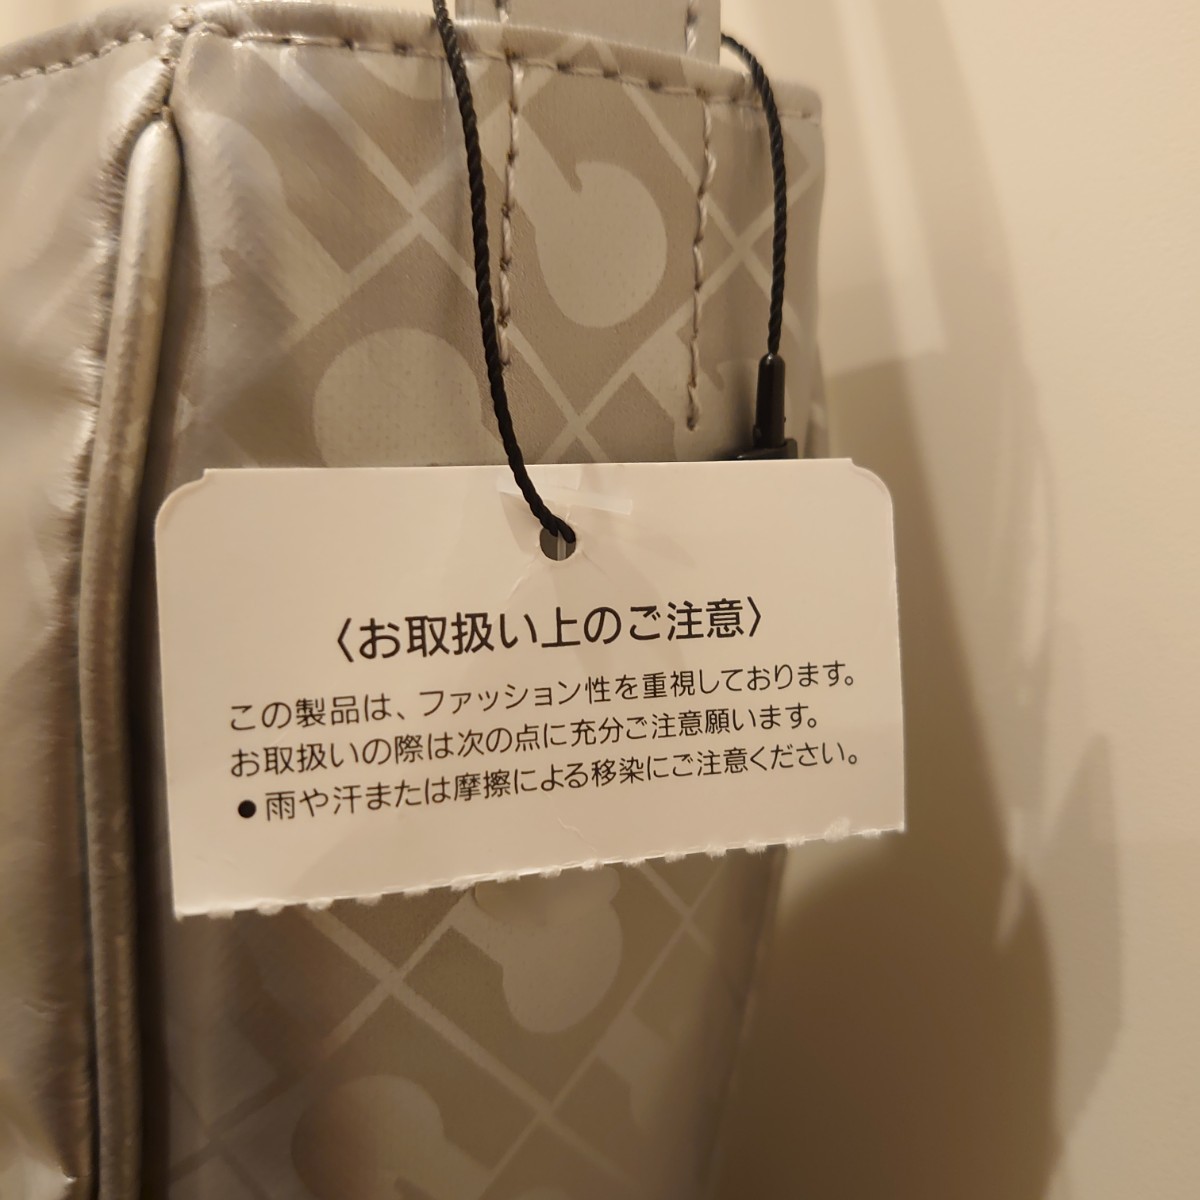 〈お取扱い上のご注意〉
この製品は、ファッション性を重視しております。
お取扱いの際は次の点に充分ご注意願います。
●雨や汗または摩擦による移染にご注意ください。